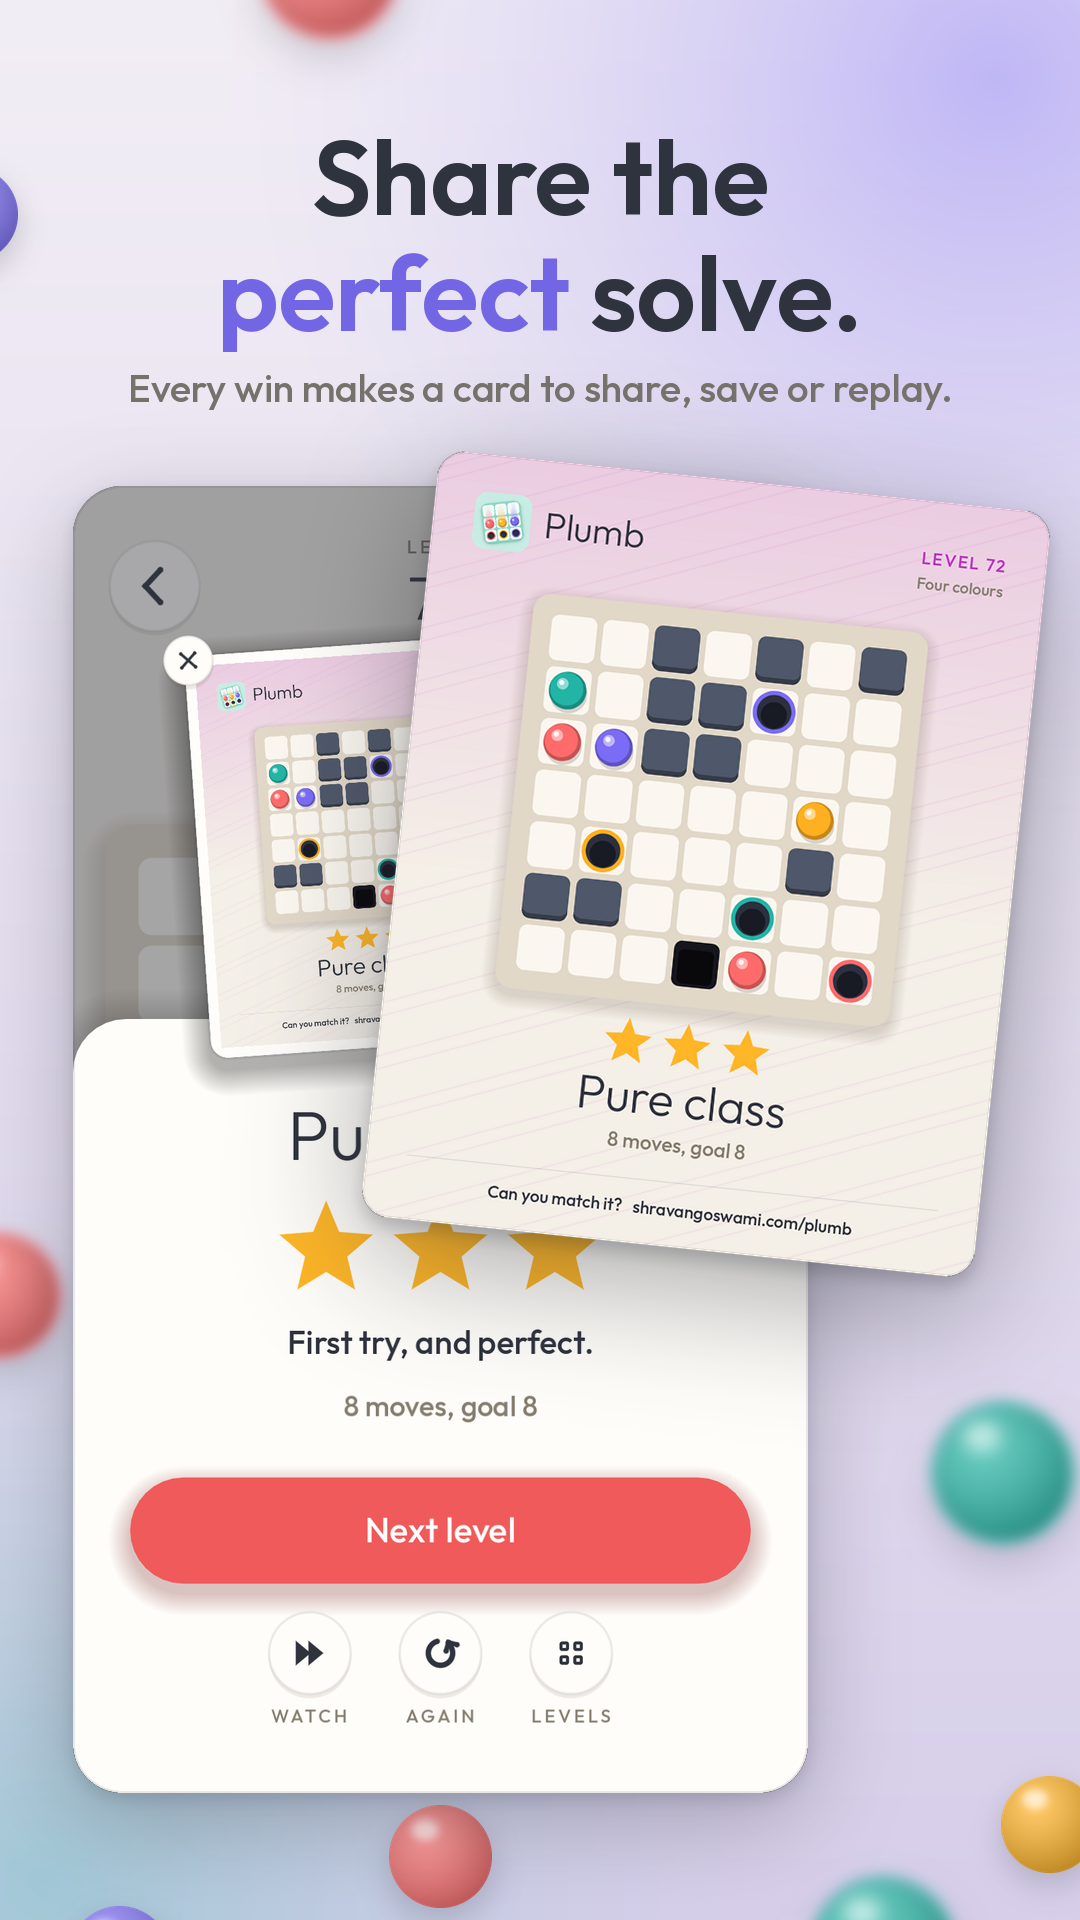 Share the
perfect solve.
Every win makes a card to share, save or replay.
Plumb
LEVEL 72
Four colours
Pure class
8 moves, goal 8
Can you match it? shravangoswami.com/plumb
Plumb
8 moves
Can you match it?
First try, and perfect.
8 moves, goal 8
Next level
WATCH
AGAIN
LEVELS